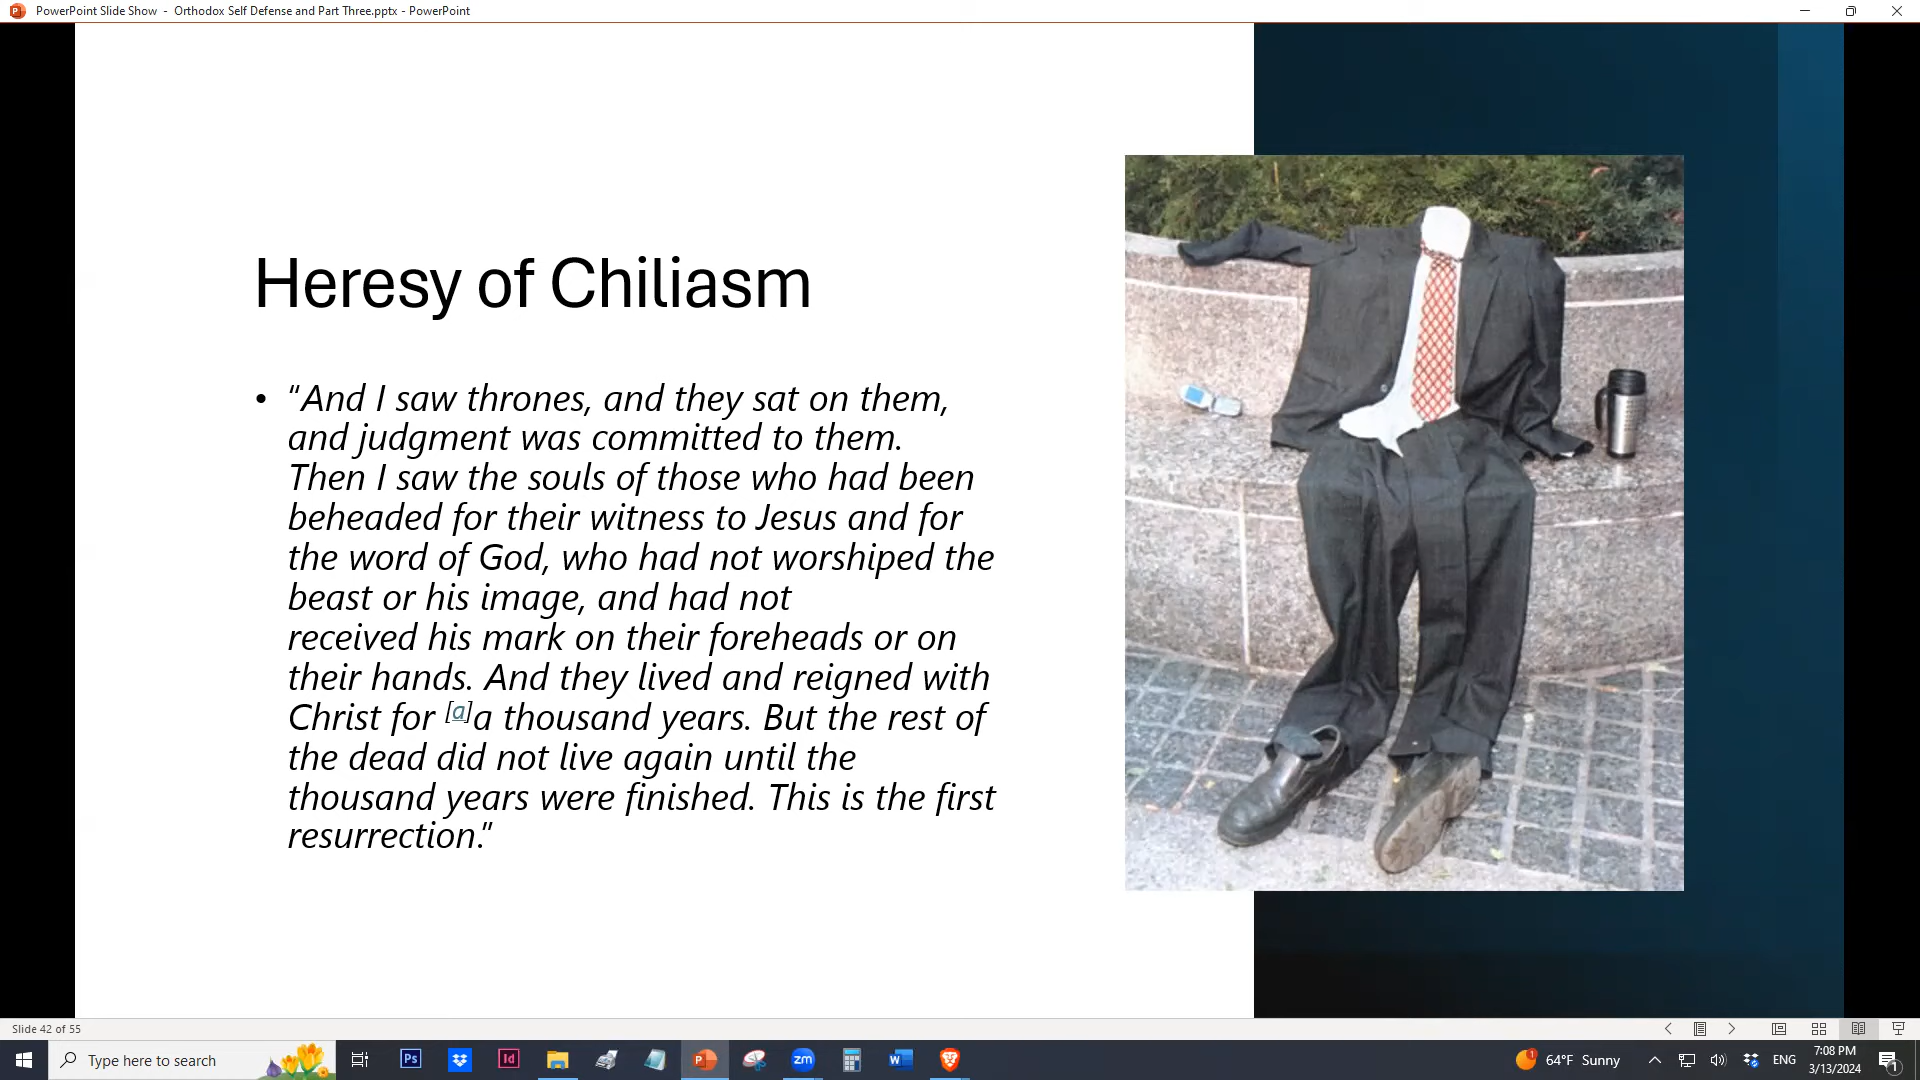 PowerPoint Slide Show - Orthodox Self Defense and Part Three.pptx - PowerPoint
Heresy of Chiliasm
• "And I saw thrones, and they sat on them,
and judgment was committed to them.
Then I saw the souls of those who had been
beheaded for their witness to Jesus and for
the word of God, who had not worshiped the
beast or his image, and had not
received his mark on their foreheads or on
their hands. And they lived and reigned with
Christ for [a]a thousand years. But the rest of
the dead did not live again until the
thousand years were finished. This is the first
resurrection."
Slide 42 of 55
Type here to search
Ps
Id
P
zm
W
1
64°F Sunny
ENG
7:08 PM
3/13/2024
1